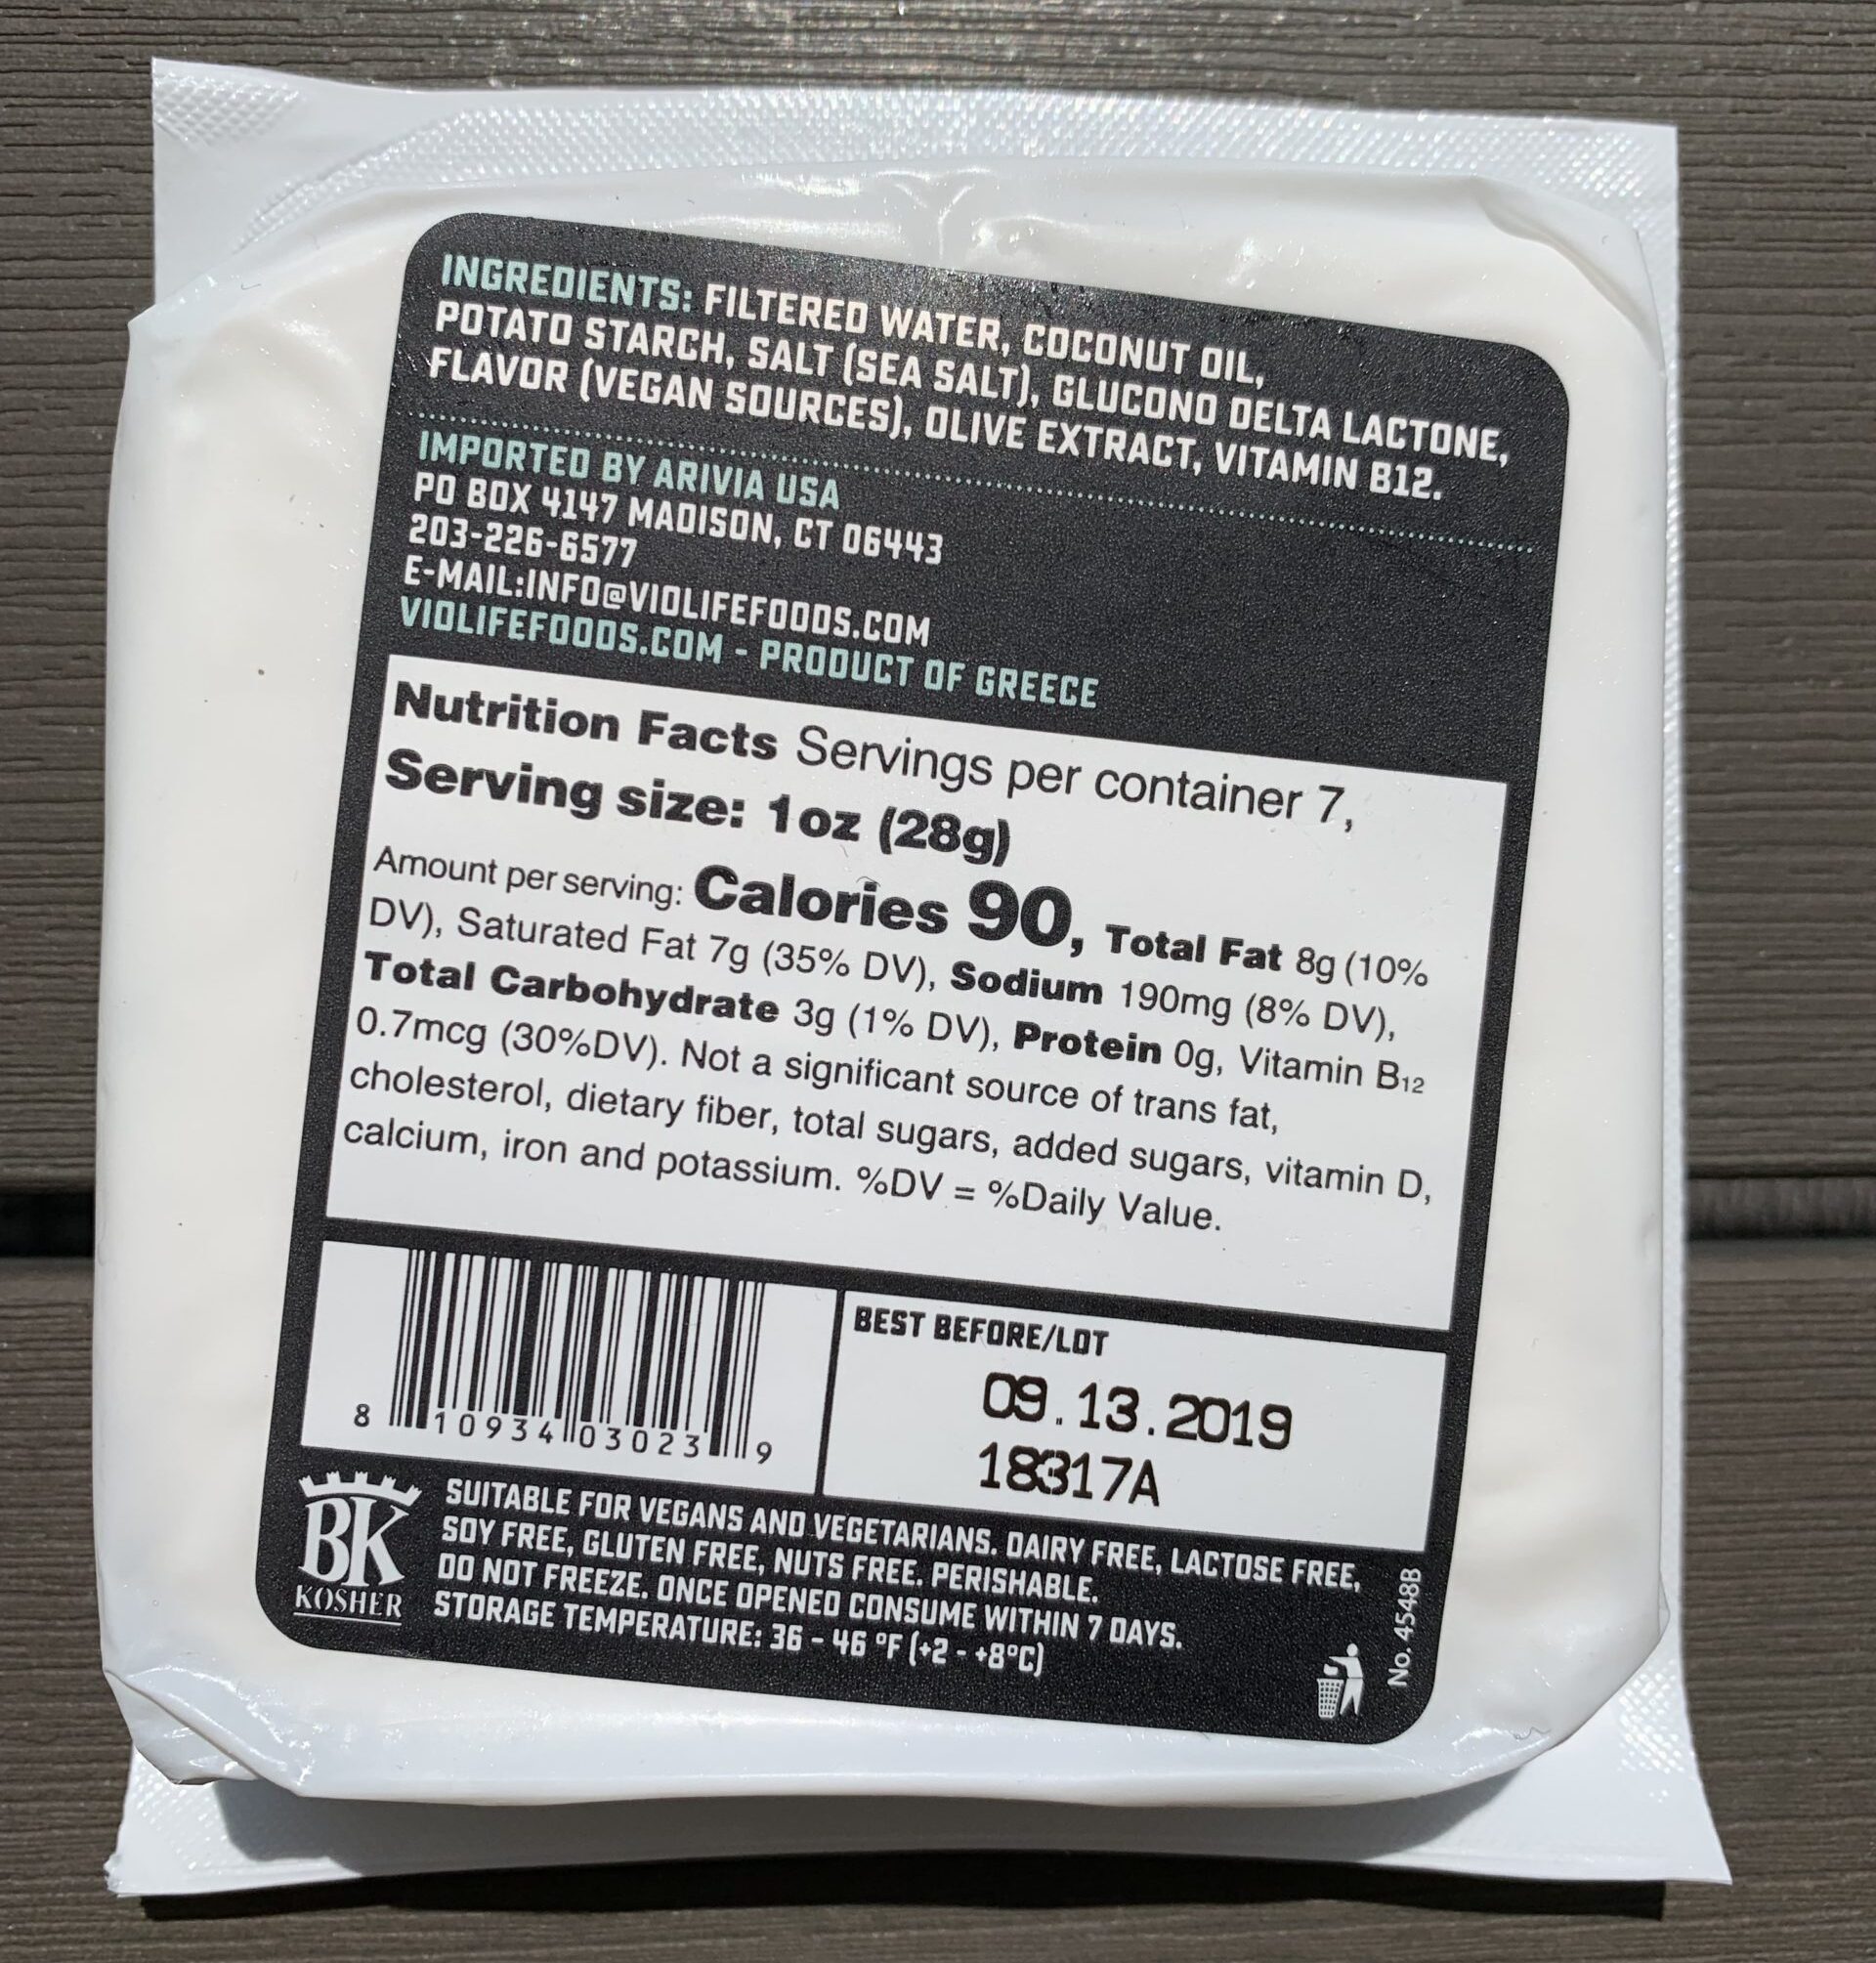 INGREDIENTS: FILTERED WATER, COCONUT OIL,
POTATO STARCH, SALT (SEA SALT), GLUCONO DELTA LACTONE,
FLAVOR (VEGAN SOURCES), OLIVE EXTRACT, VITAMIN B12.
IMPORTED BY ARIVIA USA
PO BOX 4147 MADISON, CT 06443
203-226-6577
E-MAIL:INFO@VIOLIFEFOODS.COM
VIOLIFEFOODS.COM - PRODUCT OF GREECE
Nutrition Facts Servings per container 7,
Serving size: 1oz (28g)
Amount per serving: Calories 90, Total Fat 8g (10%
DV), Saturated Fat 7g (35% DV), Sodium 190mg (8% DV),
Total Carbohydrate 3g (1% DV), Protein 0g, Vitamin B12
0.7mcg (30%DV). Not a significant source of trans fat,
cholesterol, dietary fiber, total sugars, added sugars, vitamin D,
calcium, iron and potassium. %DV = %Daily Value.
8 10934 03023 9
BEST BEFORE/LOT
09.13.2019
18317A
BK
KOSHER
SUITABLE FOR VEGANS AND VEGETARIANS. DAIRY FREE, LACTOSE FREE,
SOY FREE, GLUTEN FREE, NUTS FREE. PERISHABLE.
DO NOT FREEZE. ONCE OPENED CONSUME WITHIN 7 DAYS.
STORAGE TEMPERATURE: 36 - 46 °F (+2 - +8°C)
No. 4548B